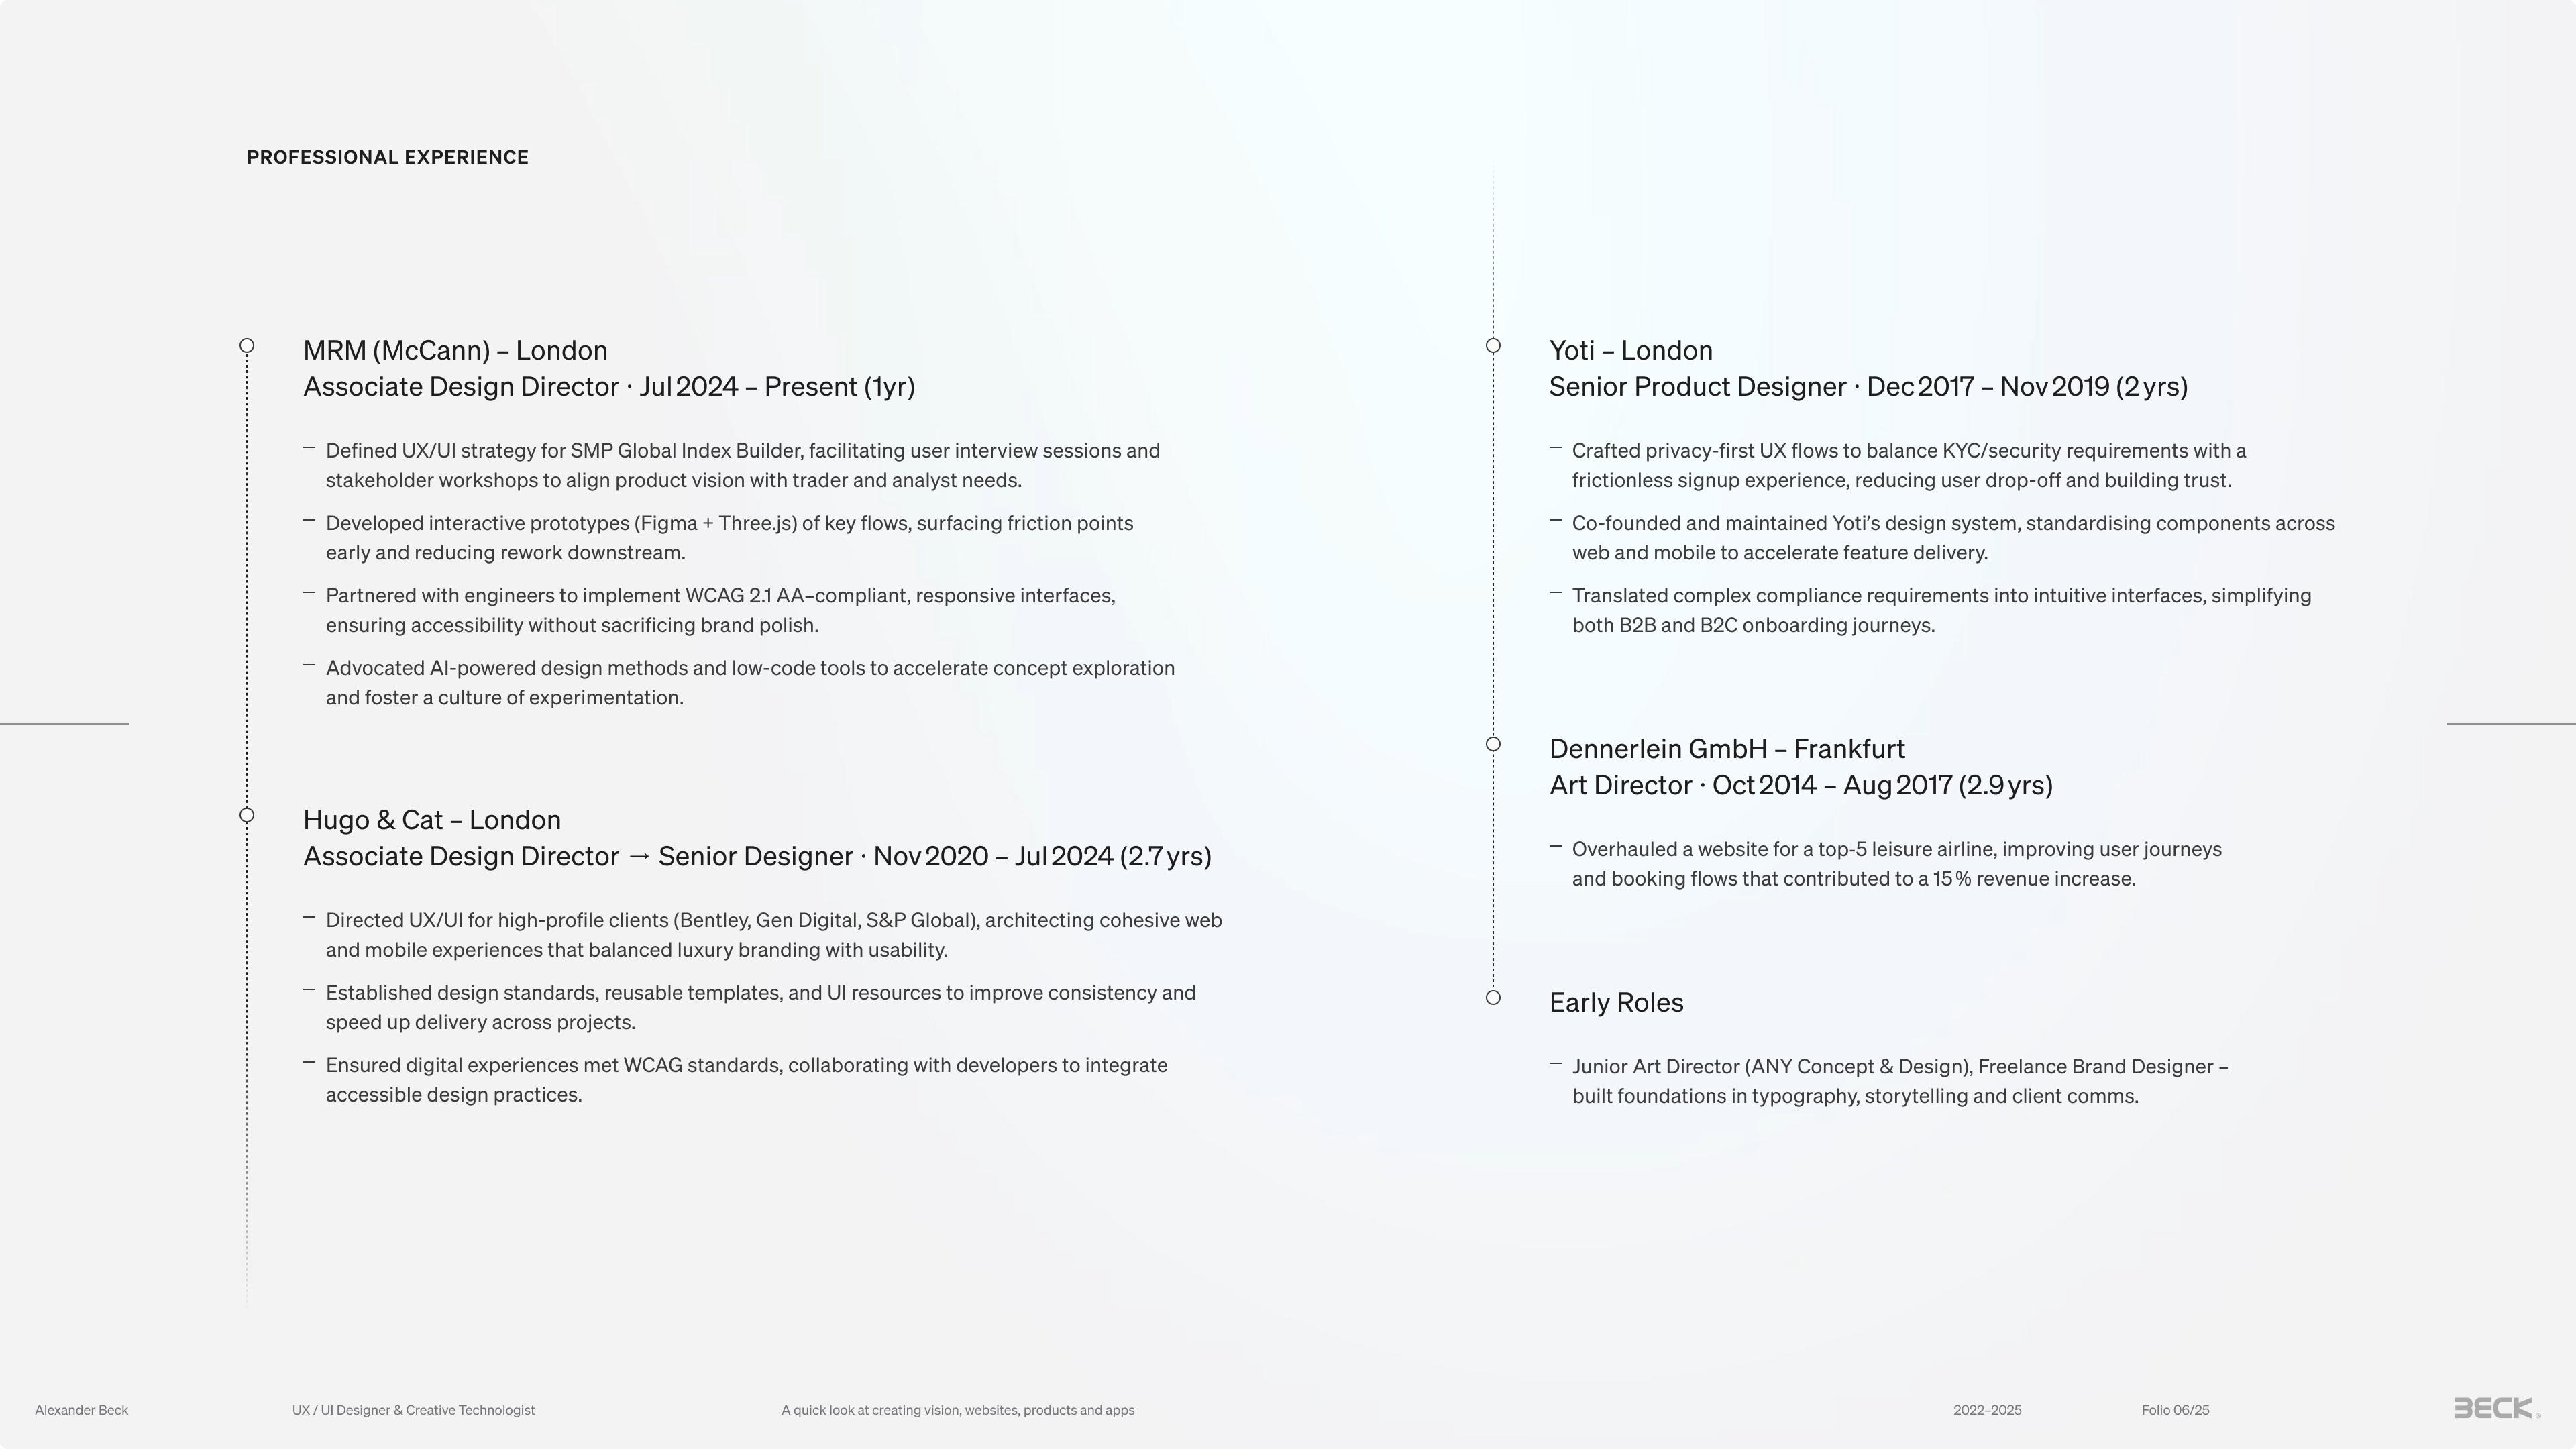 PROFESSIONAL EXPERIENCE
MRM (McCann) – London
Associate Design Director · Jul 2024 – Present (1yr)
– Defined UX/UI strategy for SMP Global Index Builder, facilitating user interview sessions and
stakeholder workshops to align product vision with trader and analyst needs.
– Developed interactive prototypes (Figma + Three.js) of key flows, surfacing friction points
early and reducing rework downstream.
– Partnered with engineers to implement WCAG 2.1 AA–compliant, responsive interfaces,
ensuring accessibility without sacrificing brand polish.
– Advocated AI-powered design methods and low-code tools to accelerate concept exploration
and foster a culture of experimentation.
Hugo & Cat – London
Associate Design Director → Senior Designer · Nov 2020 – Jul 2024 (2.7 yrs)
– Directed UX/UI for high-profile clients (Bentley, Gen Digital, S&P Global), architecting cohesive web
and mobile experiences that balanced luxury branding with usability.
– Established design standards, reusable templates, and UI resources to improve consistency and
speed up delivery across projects.
– Ensured digital experiences met WCAG standards, collaborating with developers to integrate
accessible design practices.
Yoti – London
Senior Product Designer · Dec 2017 – Nov 2019 (2 yrs)
– Crafted privacy-first UX flows to balance KYC/security requirements with a
frictionless signup experience, reducing user drop-off and building trust.
– Co-founded and maintained Yoti’s design system, standardising components across
web and mobile to accelerate feature delivery.
– Translated complex compliance requirements into intuitive interfaces, simplifying
both B2B and B2C onboarding journeys.
Dennerlein GmbH – Frankfurt
Art Director · Oct 2014 – Aug 2017 (2.9 yrs)
– Overhauled a website for a top-5 leisure airline, improving user journeys
and booking flows that contributed to a 15 % revenue increase.
Early Roles
– Junior Art Director (ANY Concept & Design), Freelance Brand Designer –
built foundations in typography, storytelling and client comms.
Alexander Beck
UX / UI Designer & Creative Technologist
A quick look at creating vision, websites, products and apps
2022–2025
Folio 06/25
BECK®